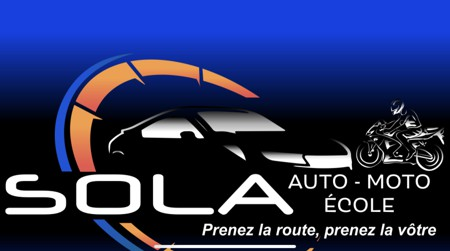 SOLA
AUTO - MOTO
ÉCOLE
Prenez la route, prenez la vôtre